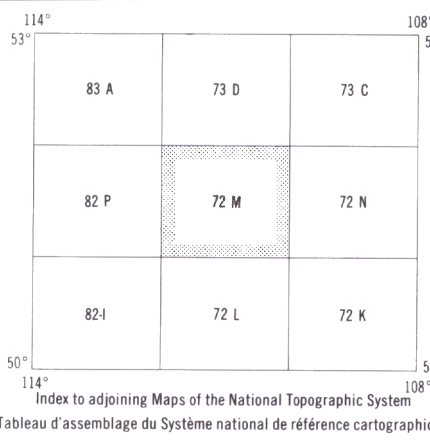 114° 108°
53° 5
83 A 73 D 73 C
82 P 72 M 72 N
82-I 72 L 72 K
50° 5
114° 108°
Index to adjoining Maps of the National Topographic System
Tableau d'assemblage du Système national de référence cartographic